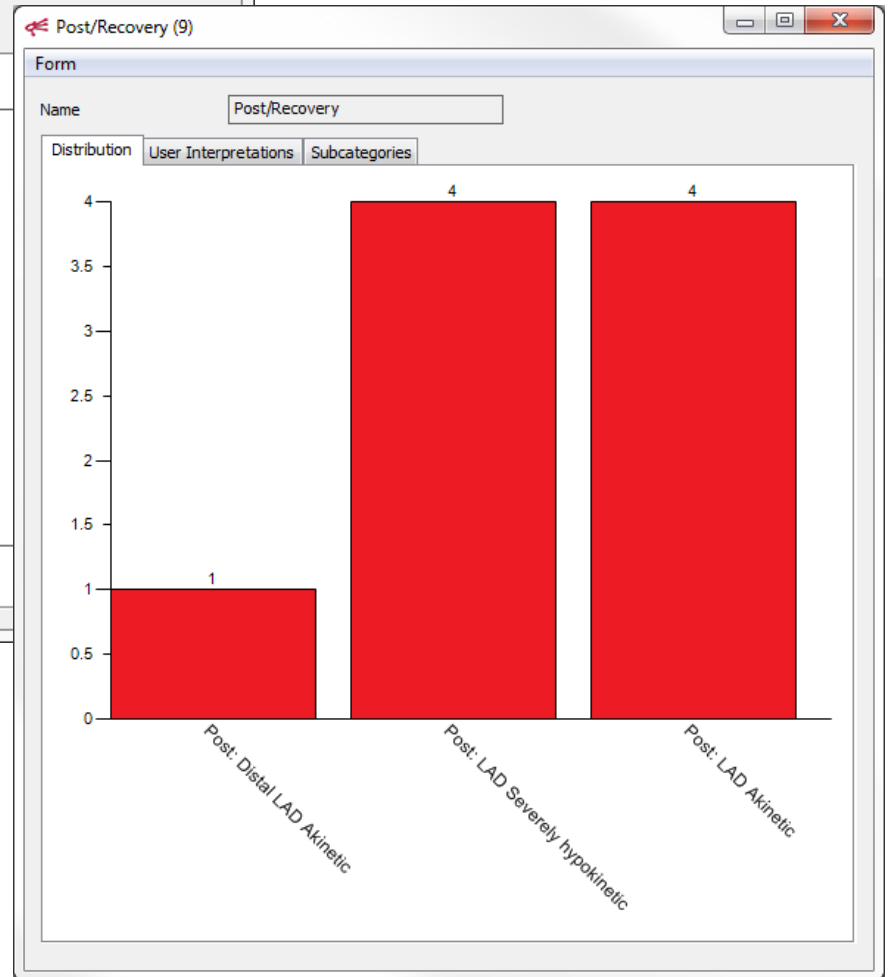 Post/Recovery (9)
Form
Name Post/Recovery
Distribution User Interpretations Subcategories
4 4
4
3.5
3
2.5
2
1.5
1
1
0.5
0
Post: Distal LAD Akinetic
Post: LAD Severely hypokinetic
Post: LAD Akinetic